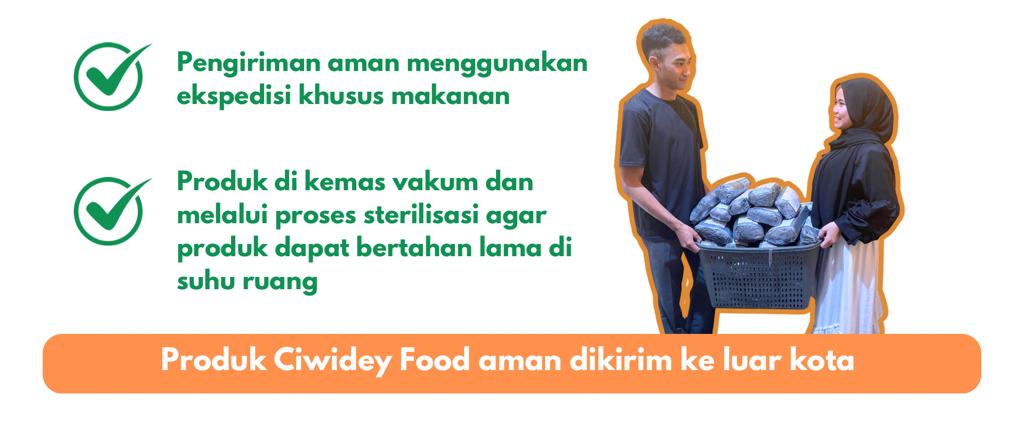 Pengiriman aman menggunakan
ekspedisi khusus makanan
Produk di kemas vakum dan
melalui proses sterilisasi agar
produk dapat bertahan lama di
suhu ruang
Produk Ciwidey Food aman dikirim ke luar kota